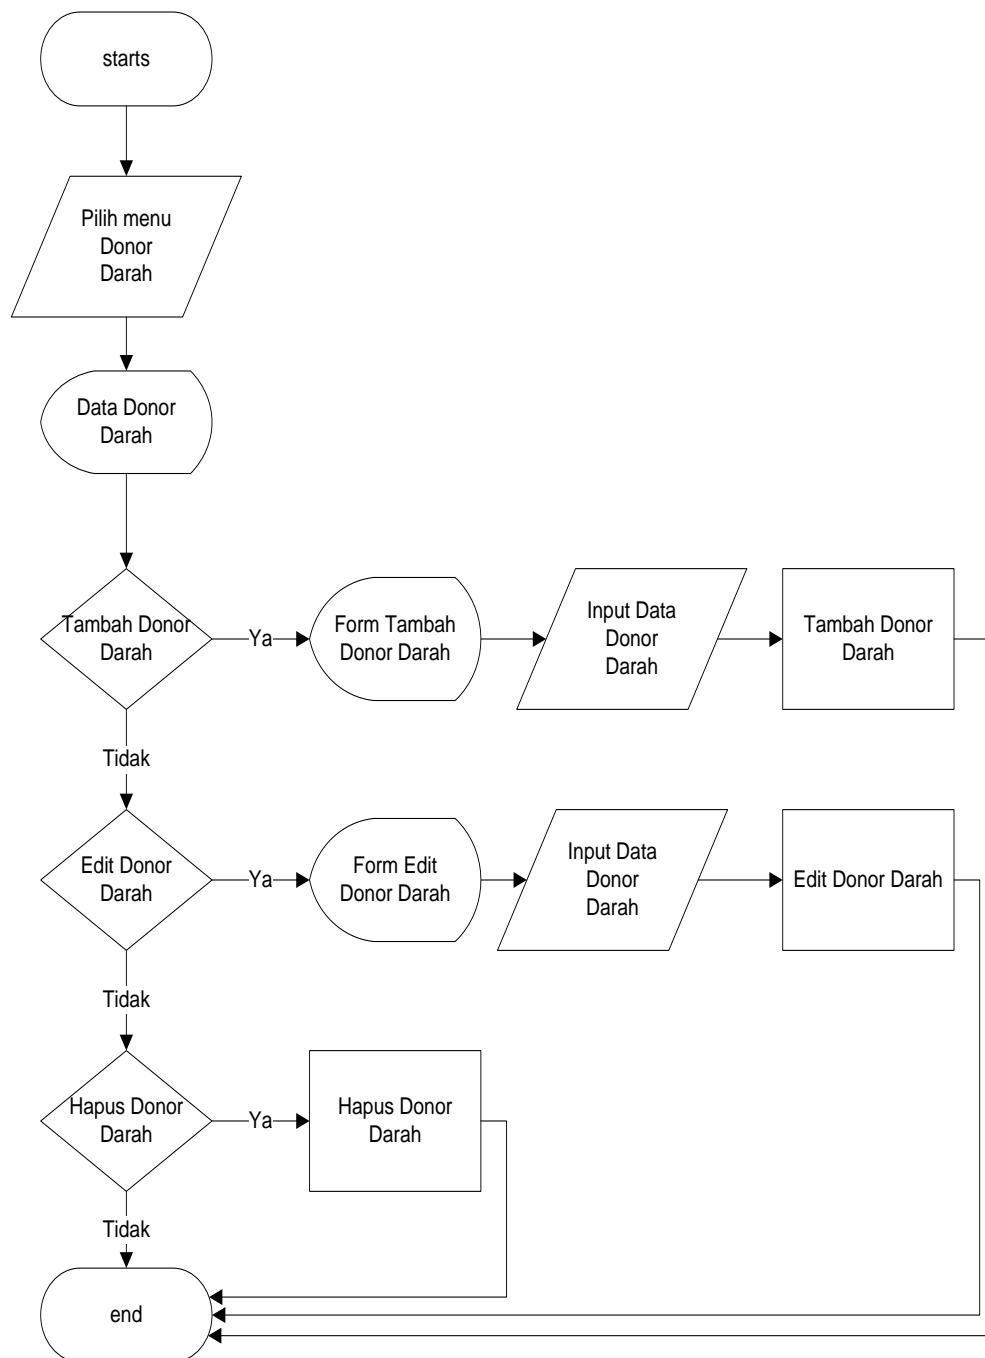 starts
Pilih menu
Donor
Darah
Data Donor
Darah
Tambah Donor
Darah
Ya
Form Tambah
Donor Darah
Input Data
Donor
Darah
Tambah Donor
Darah
Tidak
Edit Donor
Darah
Ya
Form Edit
Donor Darah
Input Data
Donor
Darah
Edit Donor Darah
Tidak
Hapus Donor
Darah
Ya
Hapus Donor
Darah
Tidak
end